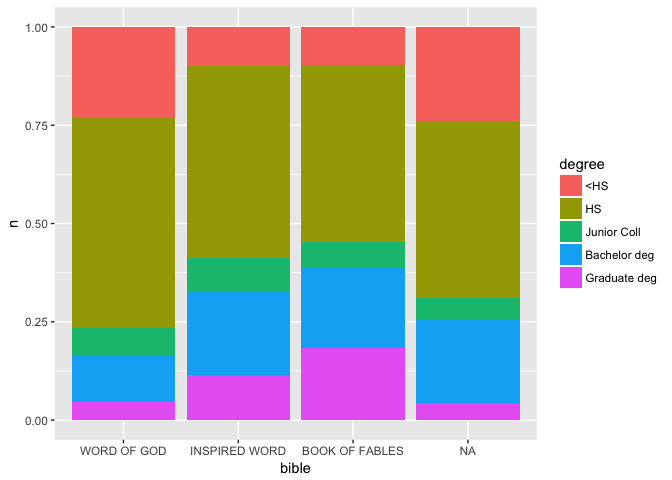 1.00
0.75
0.50
0.25
0.00
n
WORD OF GOD
INSPIRED WORD
BOOK OF FABLES
NA
bible
degree
<HS
HS
Junior Coll
Bachelor deg
Graduate deg